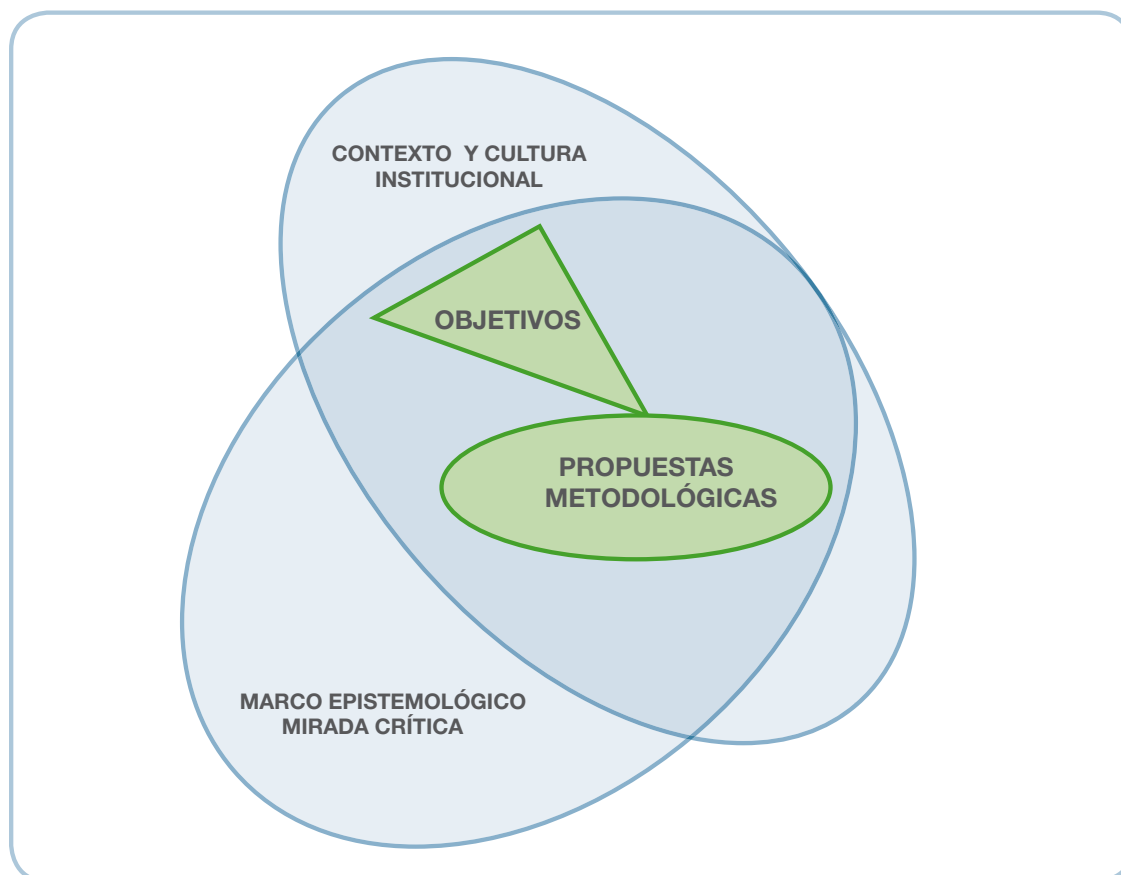 CONTEXTO Y CULTURA
INSTITUCIONAL
OBJETIVOS
PROPUESTAS
METODOLÓGICAS
MARCO EPISTEMOLÓGICO
MIRADA CRÍTICA